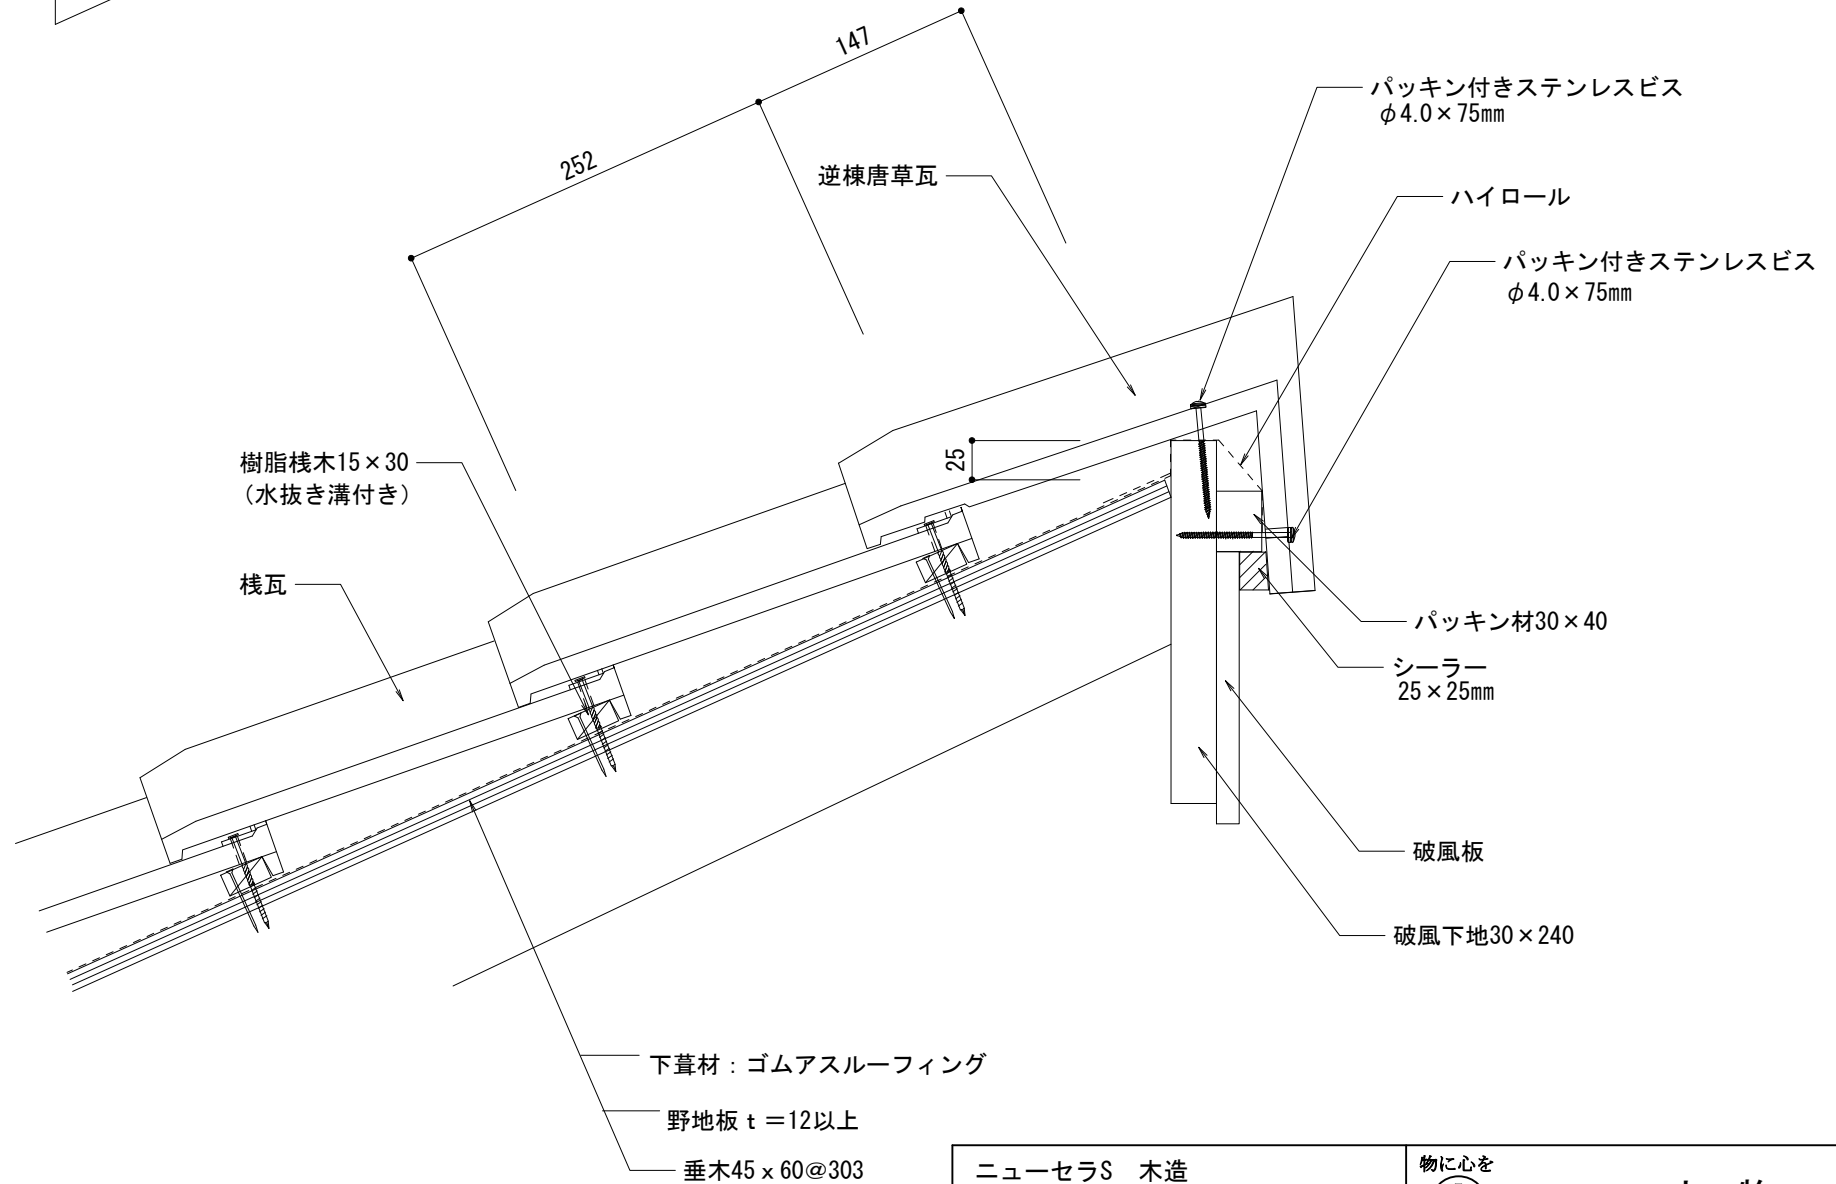 147
252
パッキン付きステンレスビス
φ4.0×75mm
逆棟唐草瓦
ハイロール
パッキン付きステンレスビス
φ4.0×75mm
25
樹脂桟木15×30
（水抜き溝付き）
桟瓦
パッキン材30×40
シーラー
25×25mm
破風板
破風下地30×240
下葺材：ゴムアスルーフィング
野地板ｔ＝12以上
垂木45ｘ60@303
ニューセラS　木造
物に心を